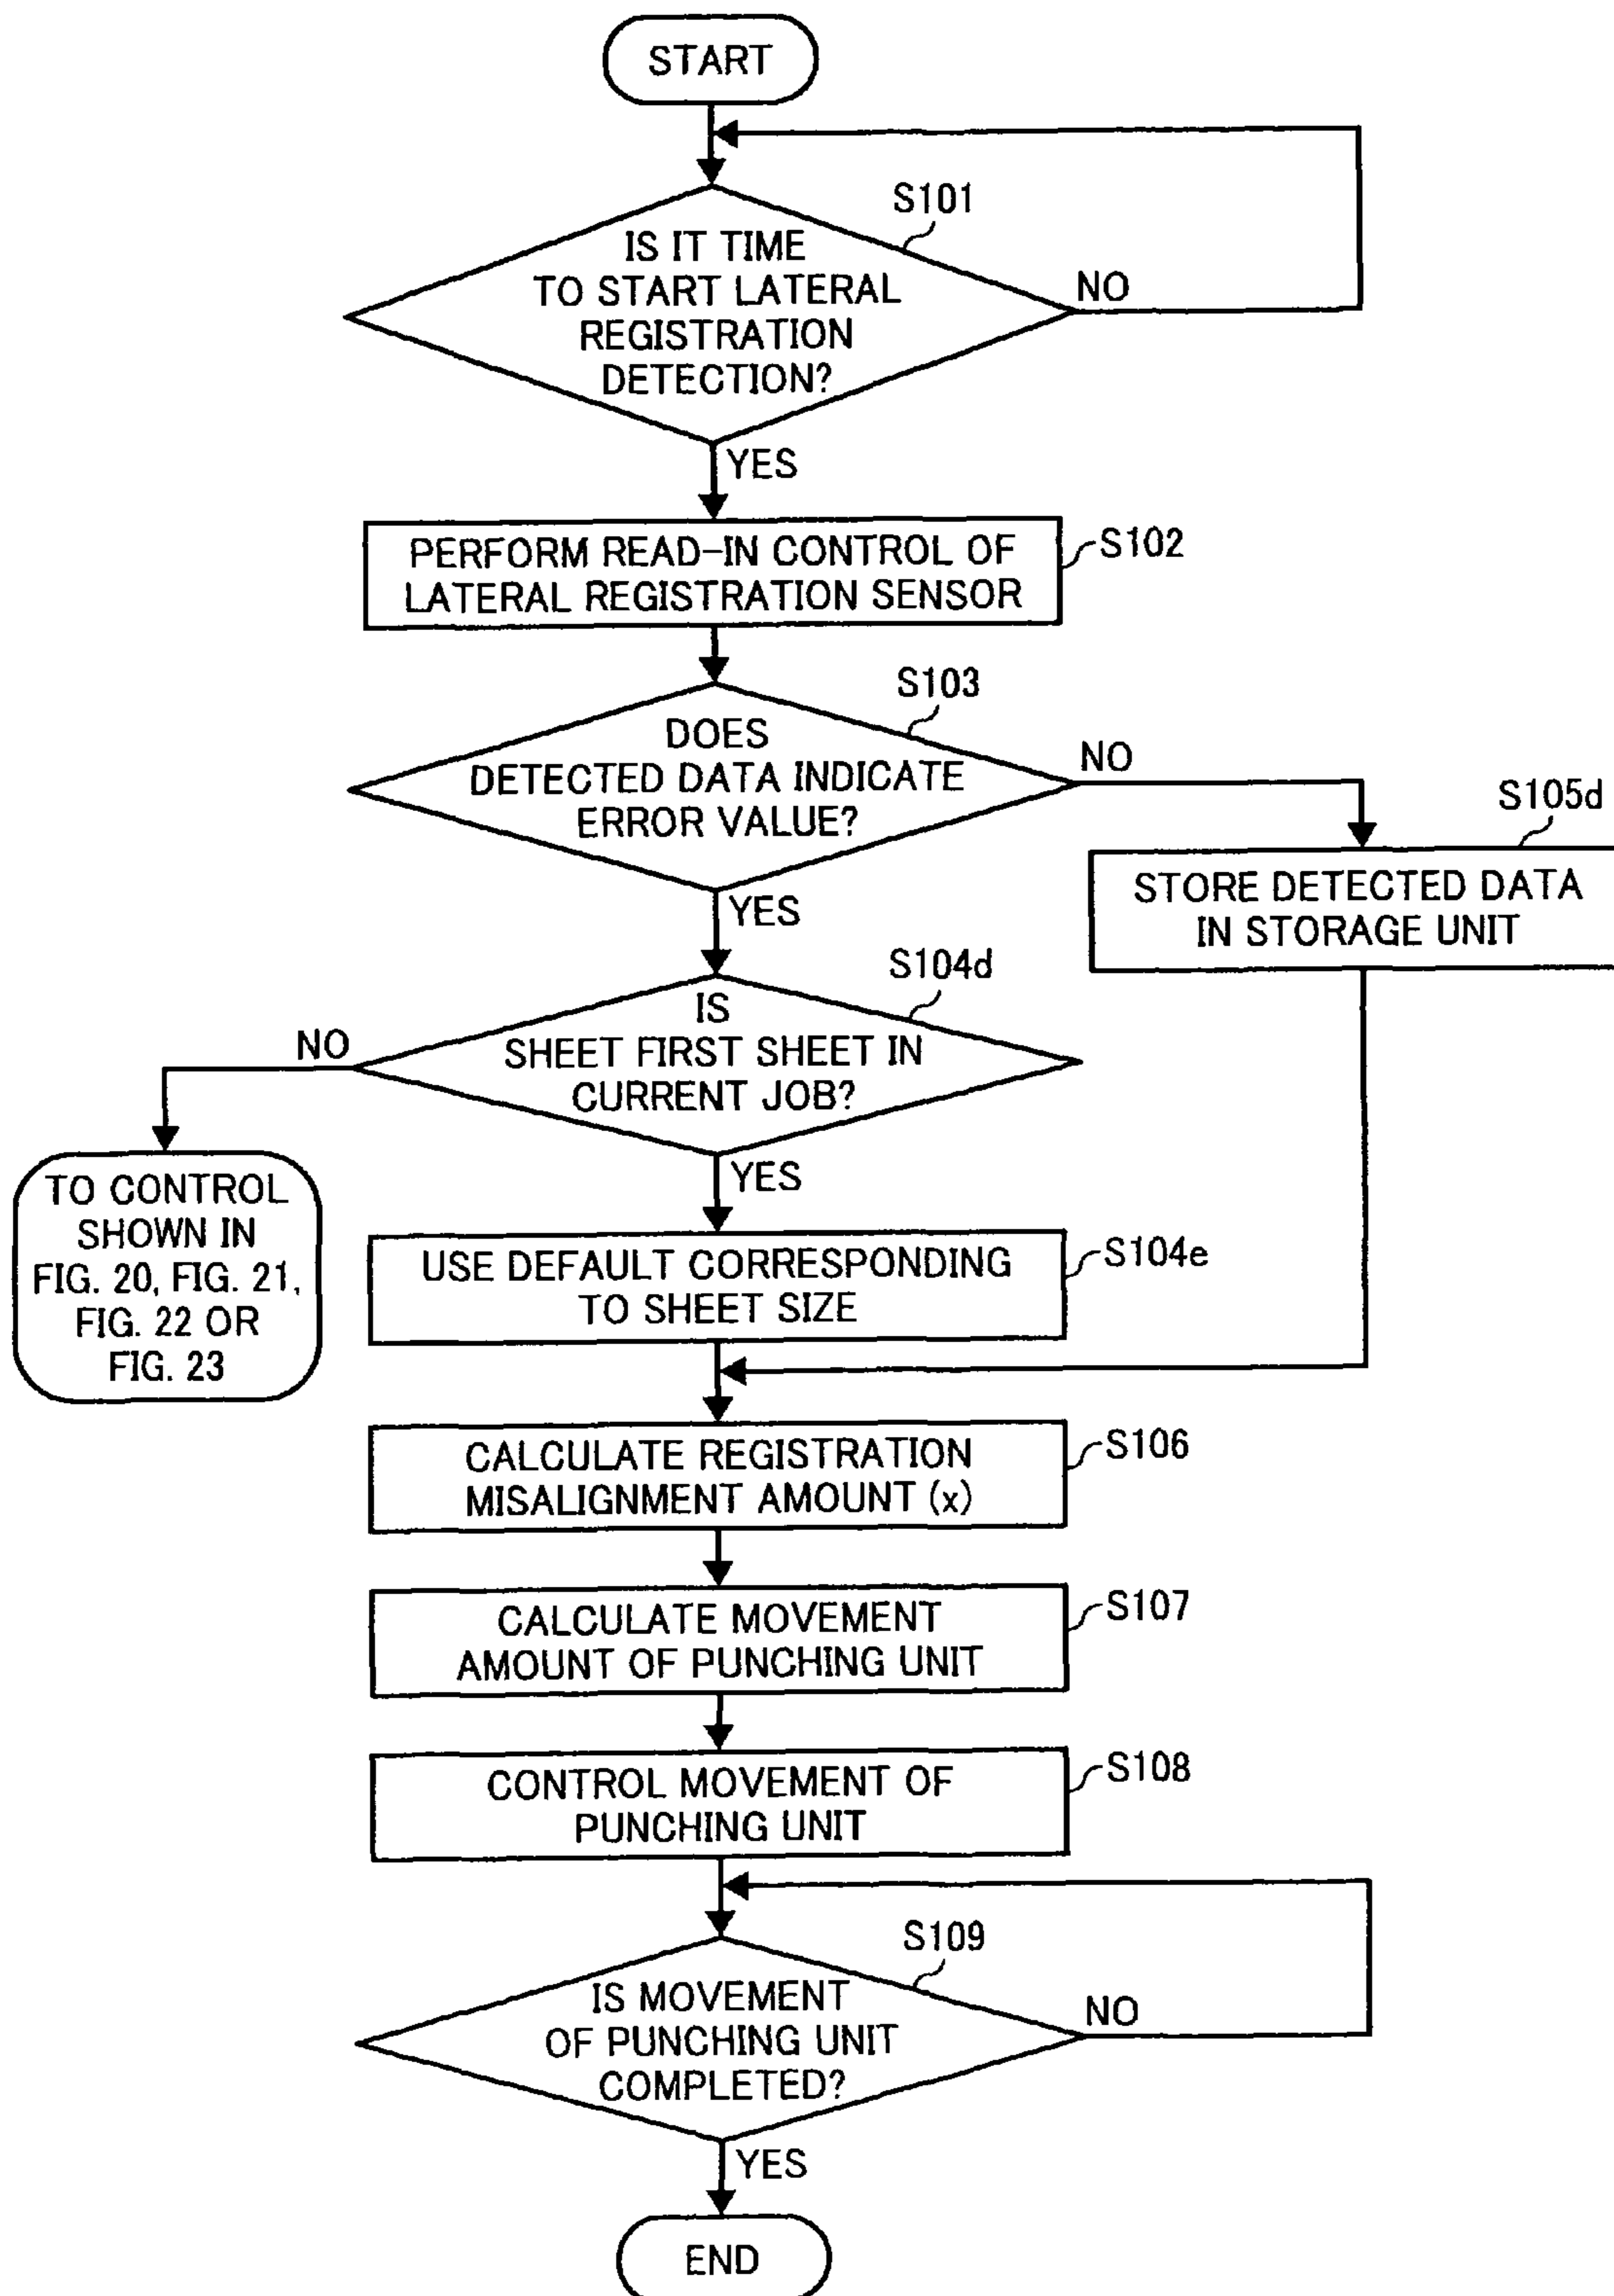 START
S101
IS IT TIME
TO START LATERAL
REGISTRATION
DETECTION?
NO
YES
PERFORM READ-IN CONTROL OF
LATERAL REGISTRATION SENSOR
S102
S103
DOES
DETECTED DATA INDICATE
ERROR VALUE?
NO
YES
S105d
STORE DETECTED DATA
IN STORAGE UNIT
S104d
IS
SHEET FIRST SHEET IN
CURRENT JOB?
NO
YES
TO CONTROL
SHOWN IN
FIG. 20, FIG. 21,
FIG. 22 OR
FIG. 23
USE DEFAULT CORRESPONDING
TO SHEET SIZE
S104e
CALCULATE REGISTRATION
MISALIGNMENT AMOUNT (x)
S106
CALCULATE MOVEMENT
AMOUNT OF PUNCHING UNIT
S107
CONTROL MOVEMENT OF
PUNCHING UNIT
S108
S109
IS MOVEMENT
OF PUNCHING UNIT
COMPLETED?
NO
YES
END